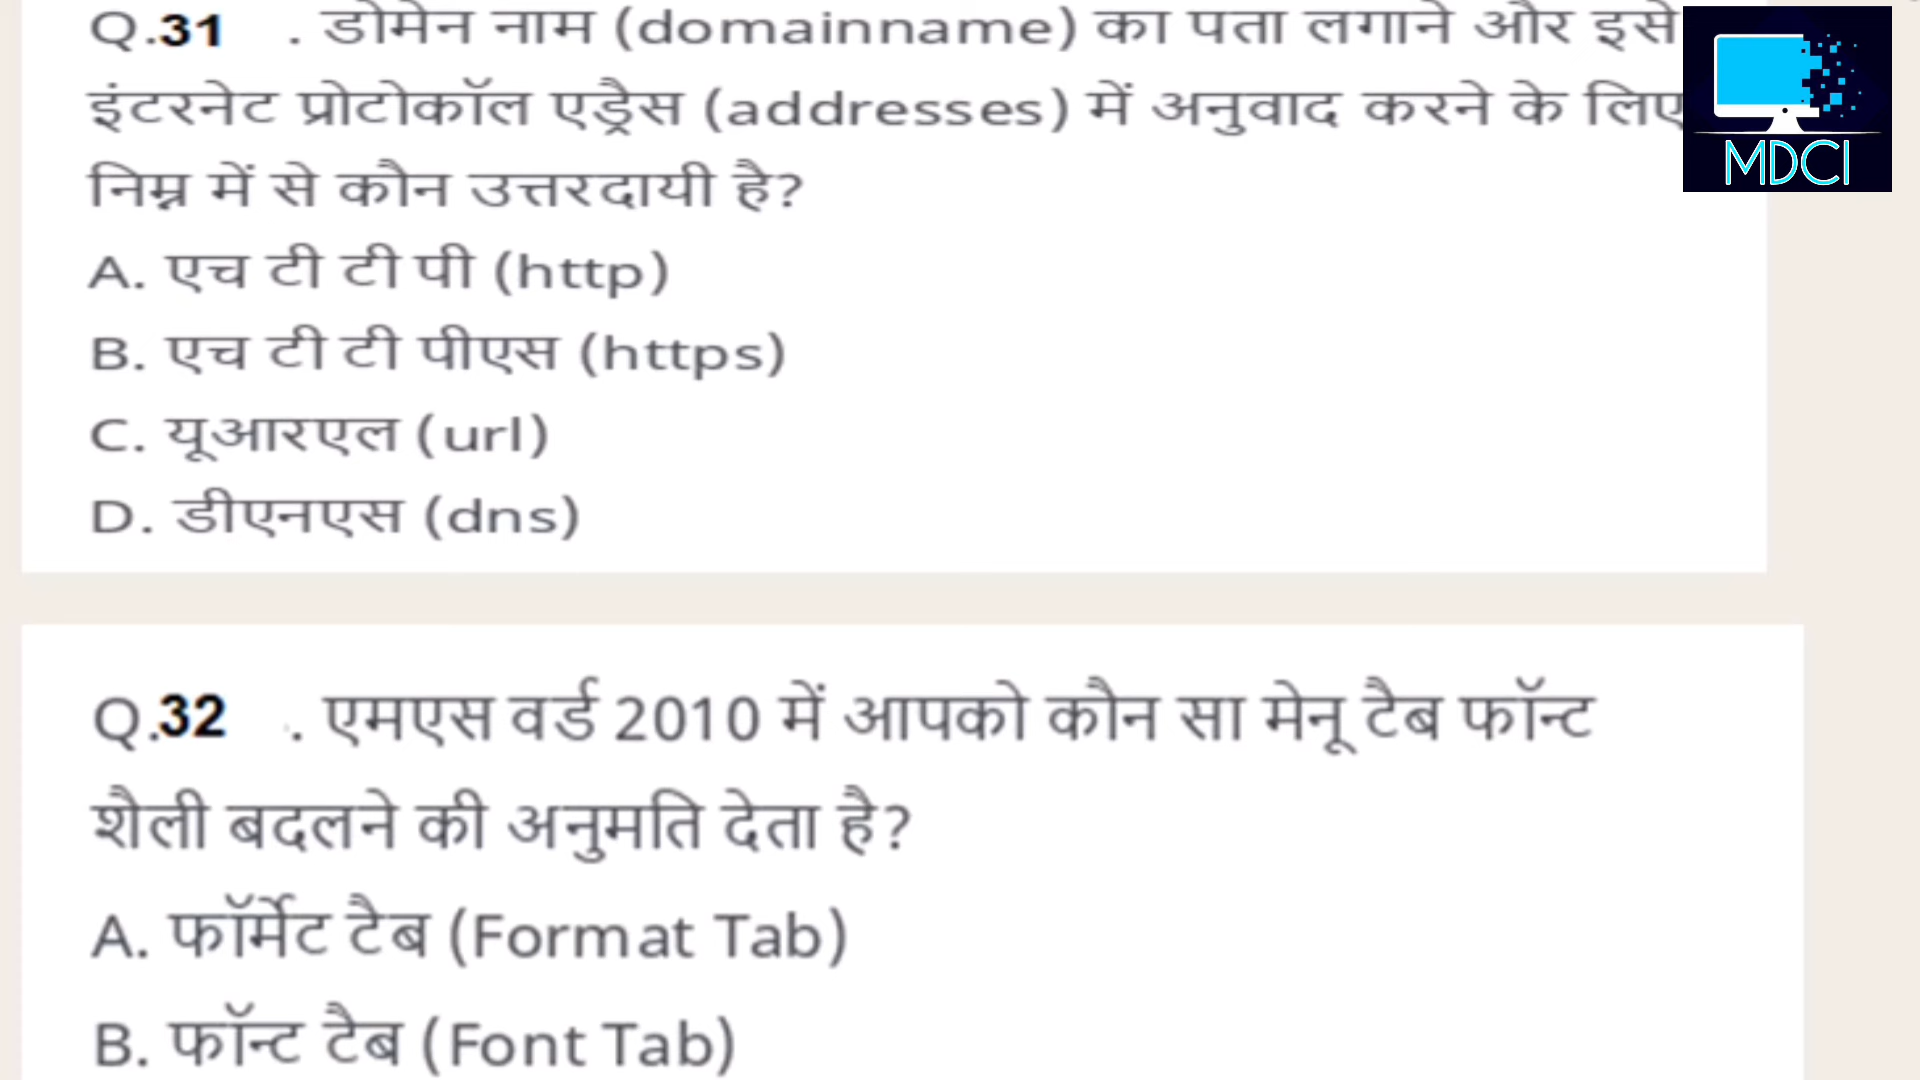 Q.31 . डोमेन नाम (domainname) का पता लगाने और इसे
इंटरनेट प्रोटोकॉल एड्रैस (addresses) में अनुवाद करने के लिए
निम्न में से कौन उत्तरदायी है?
A. एच टी टी पी (http)
B. एच टी टी पीएस (https)
C. यूआरएल (url)
D. डीएनएस (dns)
MDCI
Q.32 . एमएस वर्ड 2010 में आपको कौन सा मेनू टैब फॉन्ट
शैली बदलने की अनुमति देता है?
A. फॉर्मेट टैब (Format Tab)
B. फॉन्ट टैब (Font Tab)